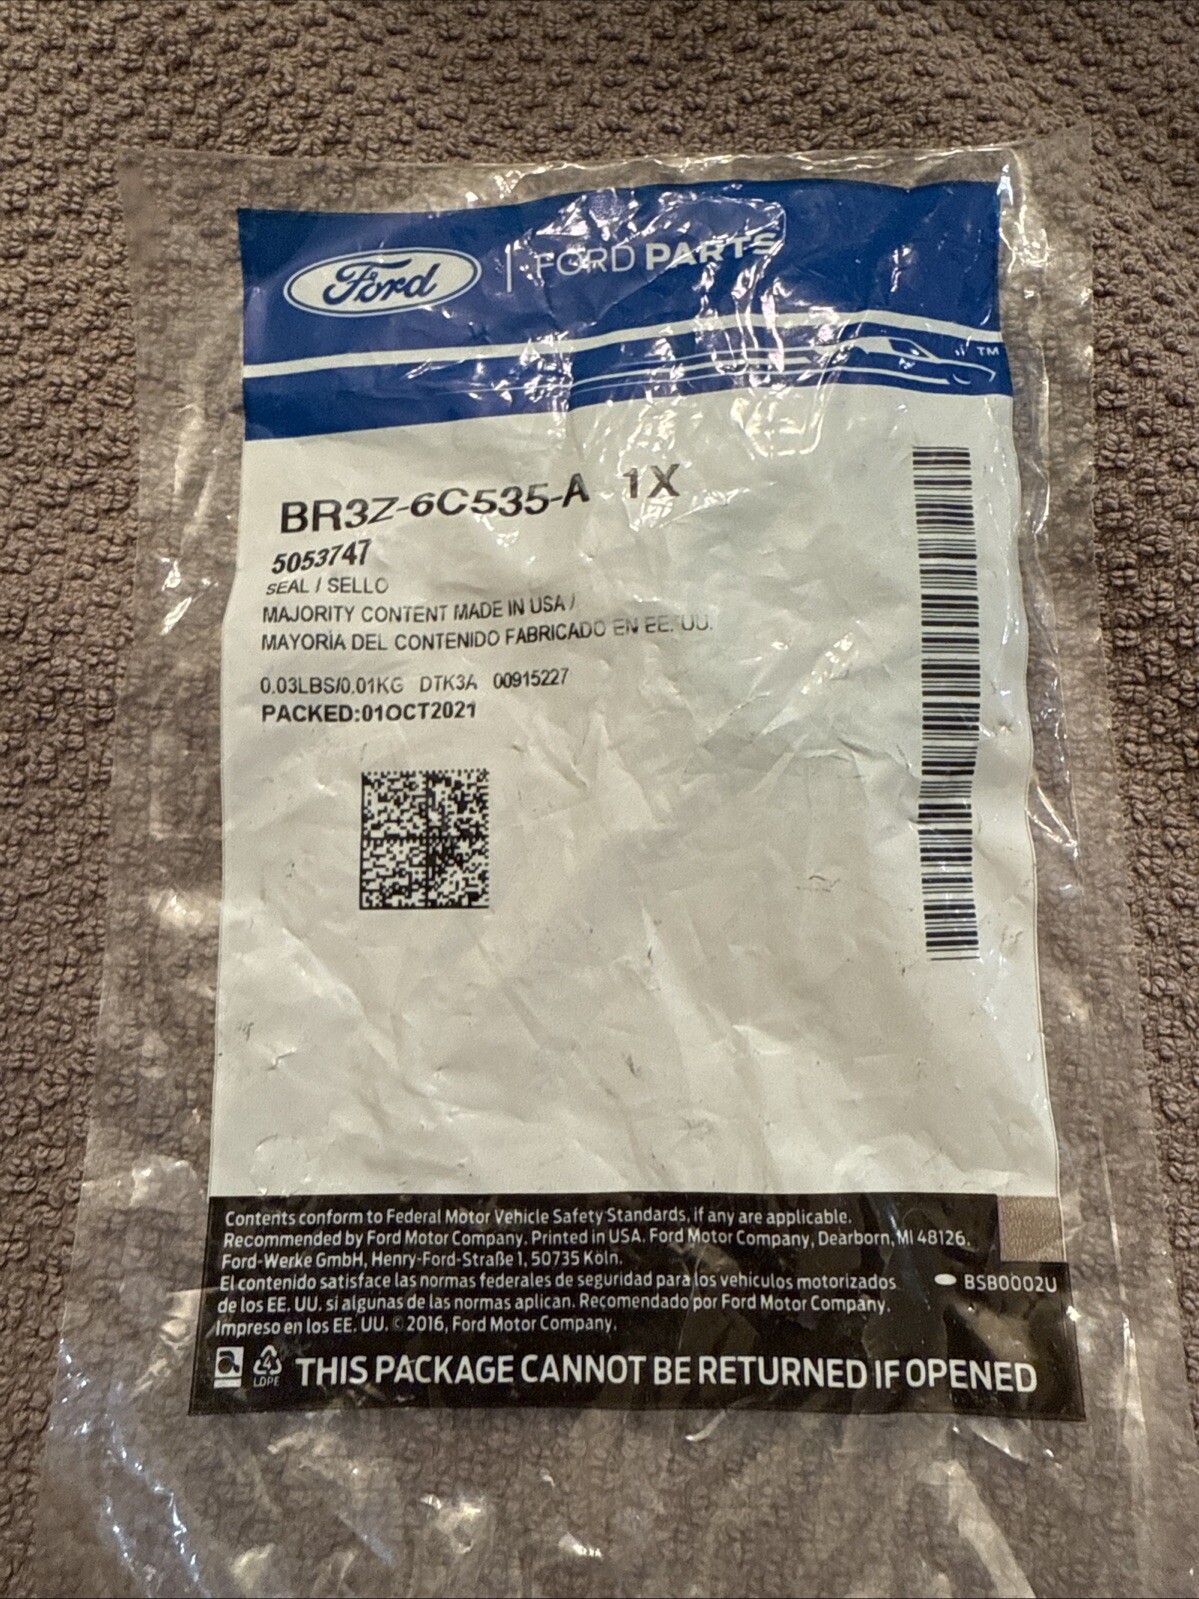 Ford | FORD PARTS
TM
BR3Z-6C535-A 1X
5053747
SEAL / SELLO
MAJORITY CONTENT MADE IN USA /
MAYORÍA DEL CONTENIDO FABRICADO EN EE. UU.
0.03LBS/0.01KG DTK3A 00915227
PACKED:01OCT2021
Contents conform to Federal Motor Vehicle Safety Standards, if any are applicable.
Recommended by Ford Motor Company. Printed in USA. Ford Motor Company, Dearborn, MI 48126.
Ford-Werke GmbH, Henry-Ford-Straße 1, 50735 Köln.
El contenido satisface las normas federales de seguridad para los vehículos motorizados
de los EE. UU. si algunas de las normas aplican. Recomendado por Ford Motor Company.
Impreso en los EE. UU. © 2016, Ford Motor Company.
BSB0002U
4
LDPE
THIS PACKAGE CANNOT BE RETURNED IF OPENED